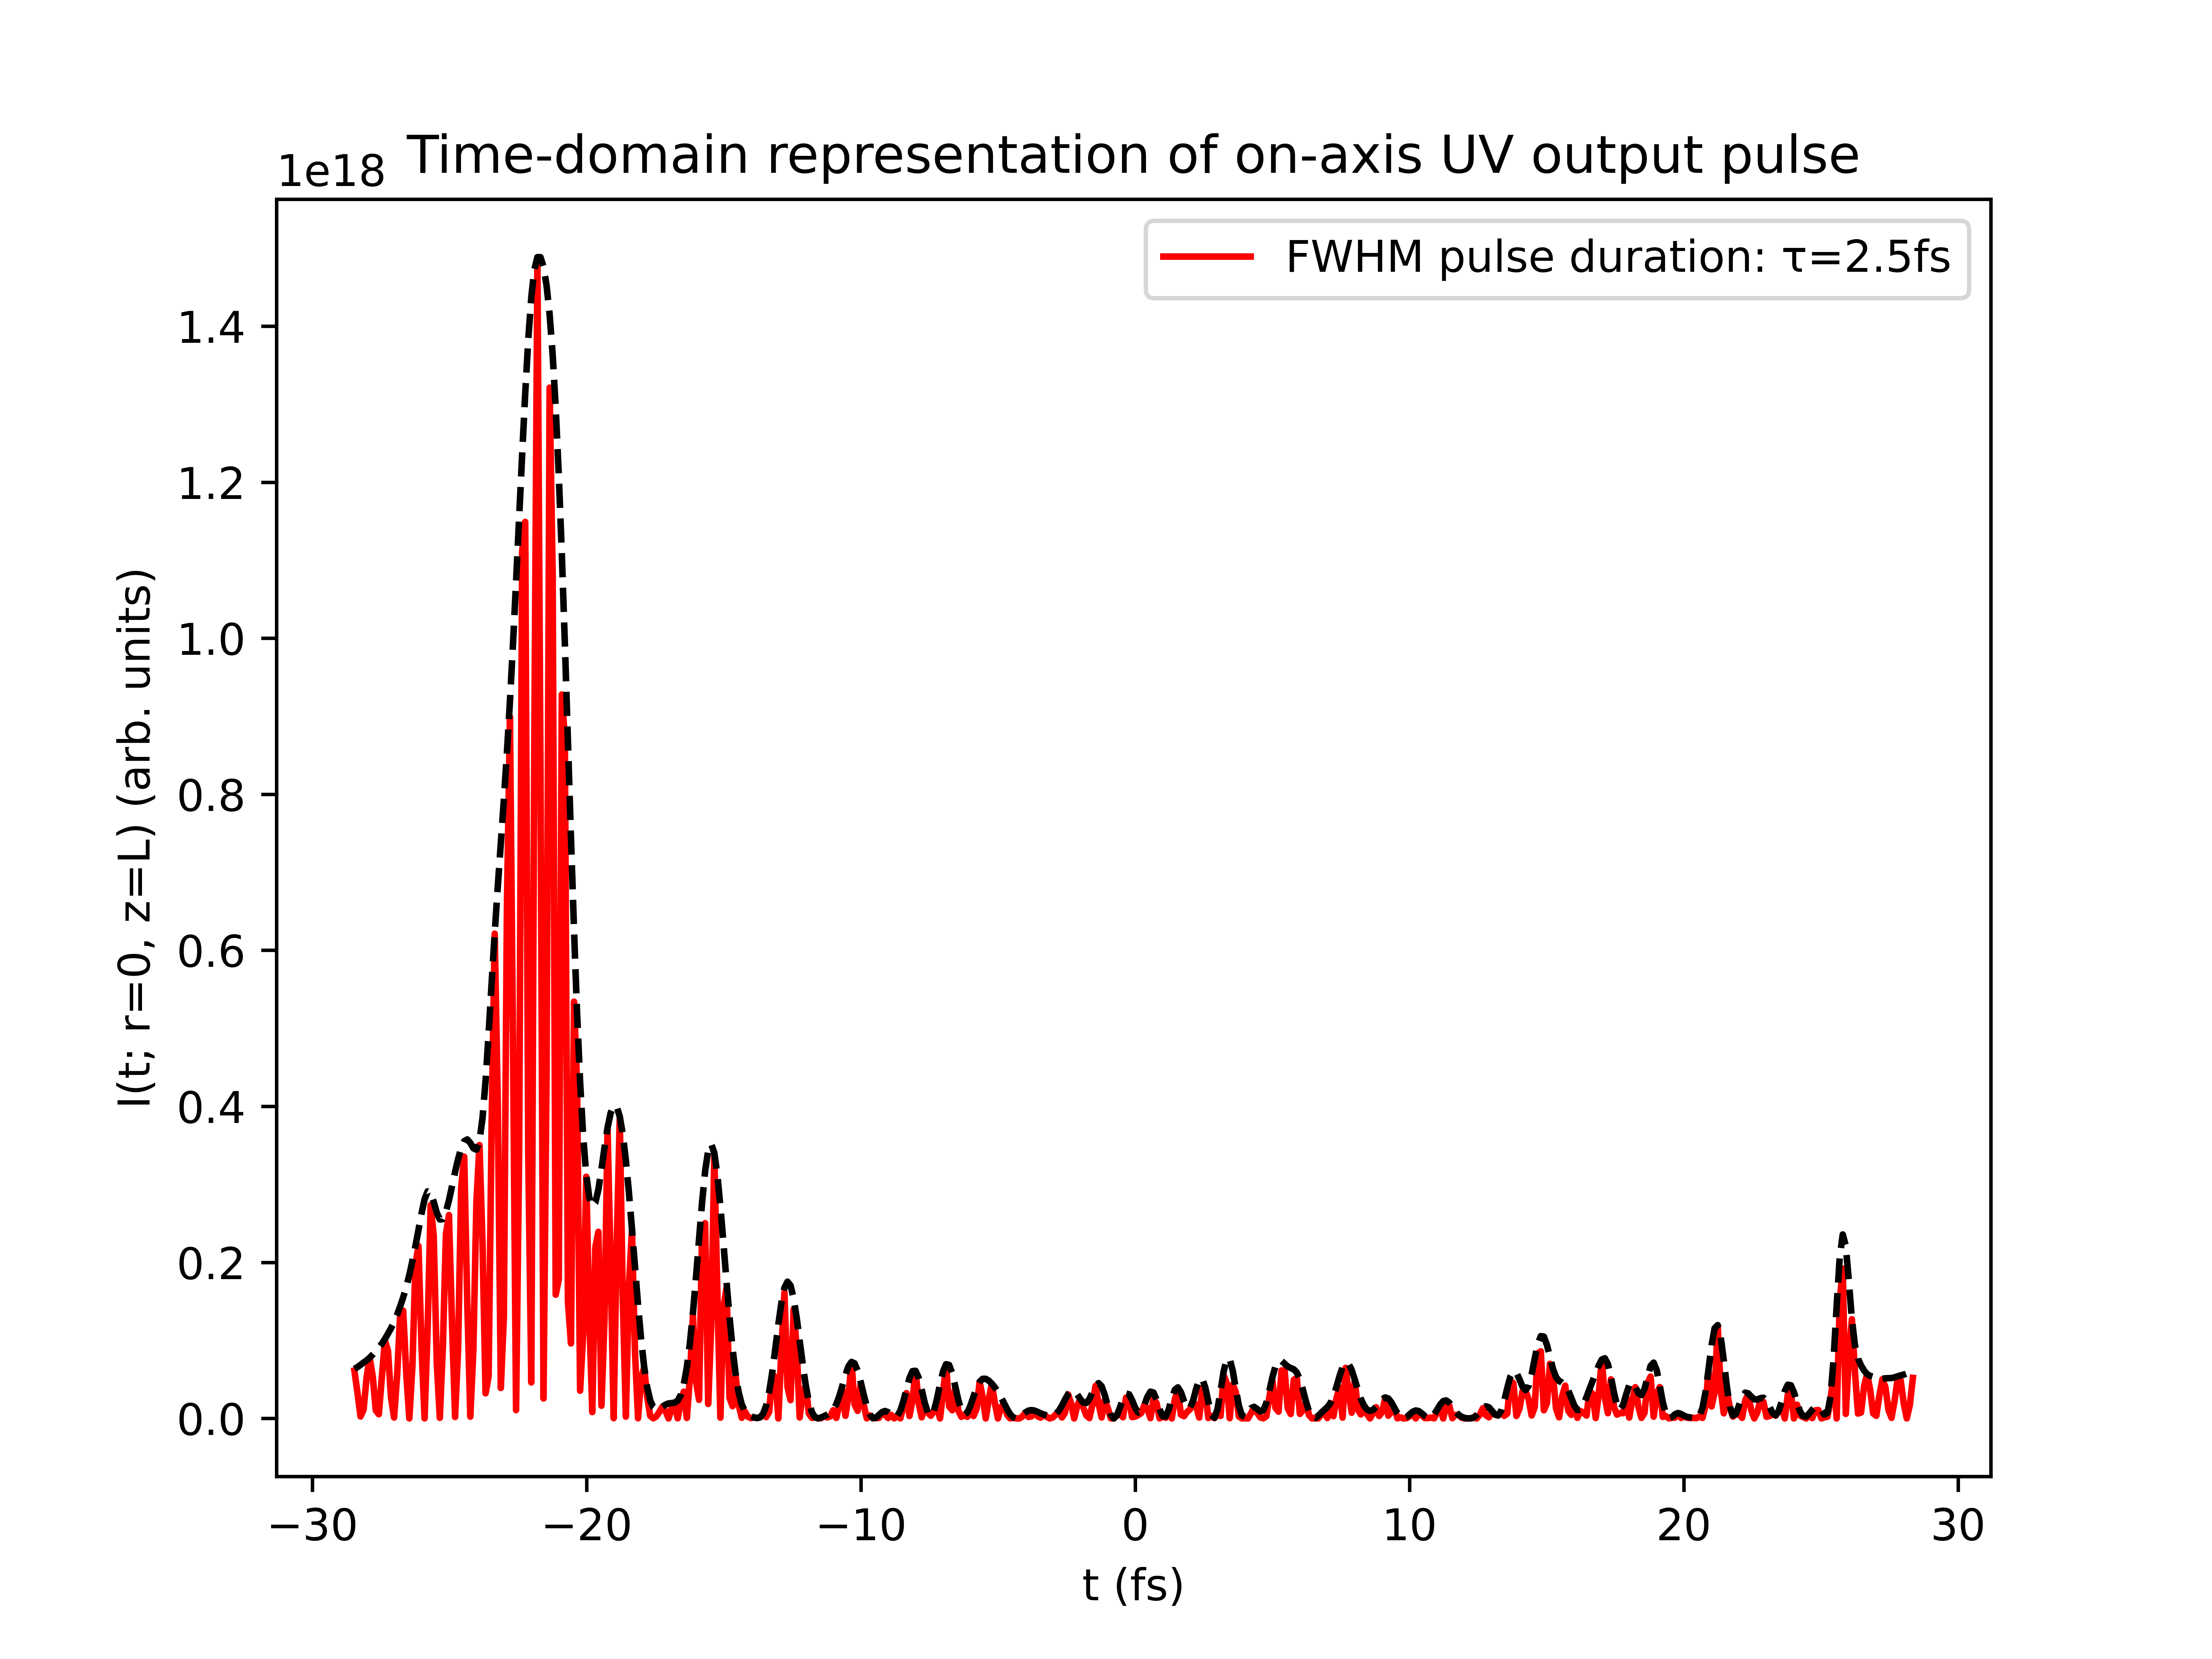 Time-domain representation of on-axis UV output pulse
1e18
FWHM pulse duration: τ=2.5fs
I(t; r=0, z=L) (arb. units)
1.4
1.2
1.0
0.8
0.6
0.4
0.2
0.0
−30 −20 −10 0 10 20 30
t (fs)